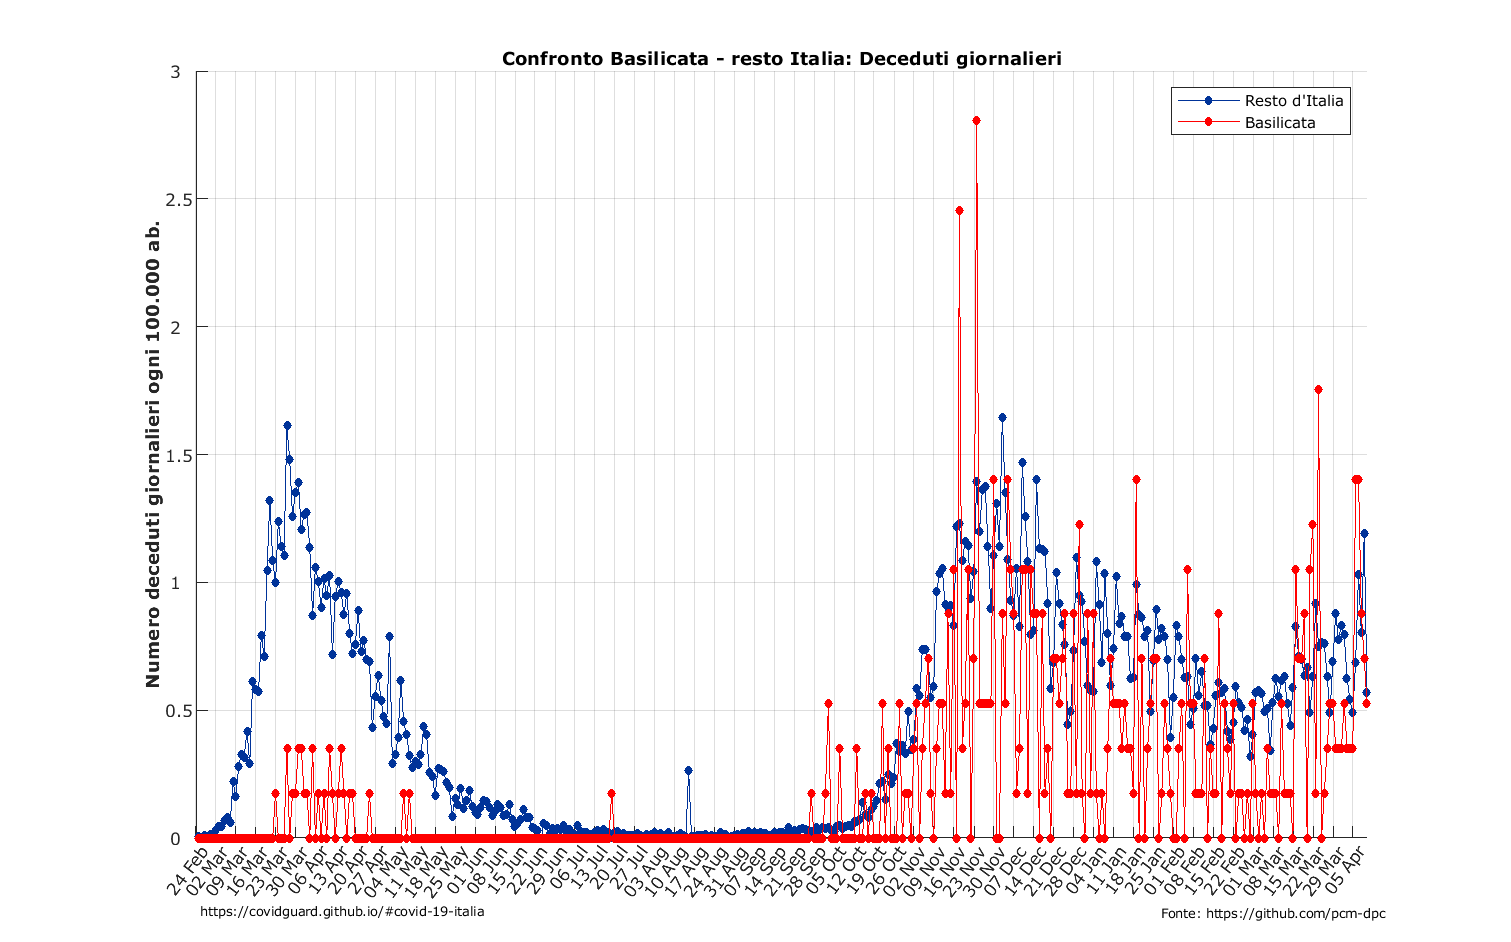 Confronto Basilicata - resto Italia: Deceduti giornalieri
Numero deceduti giornalieri ogni 100.000 ab.
3
2.5
2
1.5
1
0.5
0
Resto d'Italia
Basilicata
24 Feb
02 Mar
09 Mar
16 Mar
23 Mar
30 Mar
06 Apr
13 Apr
20 Apr
27 Apr
04 May
11 May
18 May
25 May
01 Jun
08 Jun
15 Jun
22 Jun
29 Jun
06 Jul
13 Jul
20 Jul
27 Jul
03 Aug
10 Aug
17 Aug
24 Aug
31 Aug
07 Sep
14 Sep
21 Sep
28 Sep
05 Oct
12 Oct
19 Oct
26 Oct
02 Nov
09 Nov
16 Nov
23 Nov
30 Nov
07 Dec
14 Dec
21 Dec
28 Dec
04 Jan
11 Jan
18 Jan
25 Jan
01 Feb
08 Feb
15 Feb
22 Feb
01 Mar
08 Mar
15 Mar
22 Mar
29 Mar
05 Apr
https://covidguard.github.io/#covid-19-italia
Fonte: https://github.com/pcm-dpc